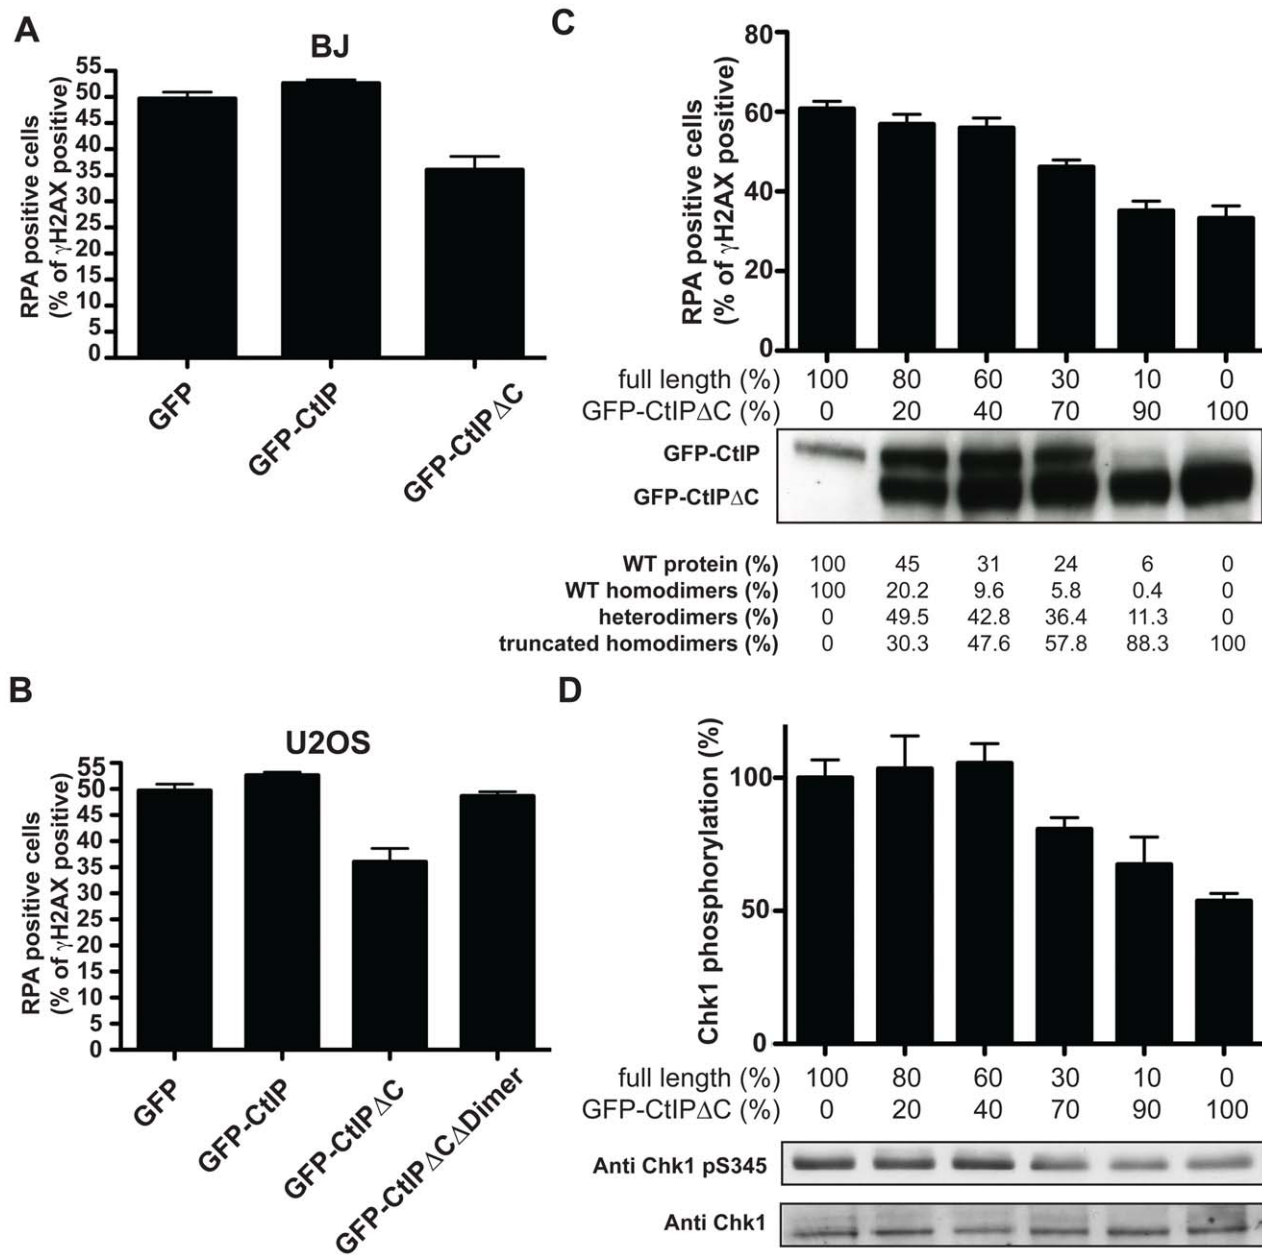 A
BJ
RPA positive cells
(% of γH2AX positive)
55
50
45
40
35
30
25
20
15
10
5
0
GFP
GFP-CtIP
GFP-CtIPΔC
C
RPA positive cells
(% of γH2AX positive)
80
60
40
20
0
full length (%) 100 80 60 30 10 0
GFP-CtIPΔC (%) 0 20 40 70 90 100
GFP-CtIP
GFP-CtIPΔC
WT protein (%) 100 45 31 24 6 0
WT homodimers (%) 100 20.2 9.6 5.8 0.4 0
heterodimers (%) 0 49.5 42.8 36.4 11.3 0
truncated homodimers (%) 0 30.3 47.6 57.8 88.3 100
B
U2OS
RPA positive cells
(% of γH2AX positive)
55
50
45
40
35
30
25
20
15
10
5
0
GFP
GFP-CtIP
GFP-CtIPΔC
GFP-CtIPΔCΔDimer
D
Chk1 phosphorylation (%)
100
50
0
full length (%) 100 80 60 30 10 0
GFP-CtIPΔC (%) 0 20 40 70 90 100
Anti Chk1 pS345
Anti Chk1